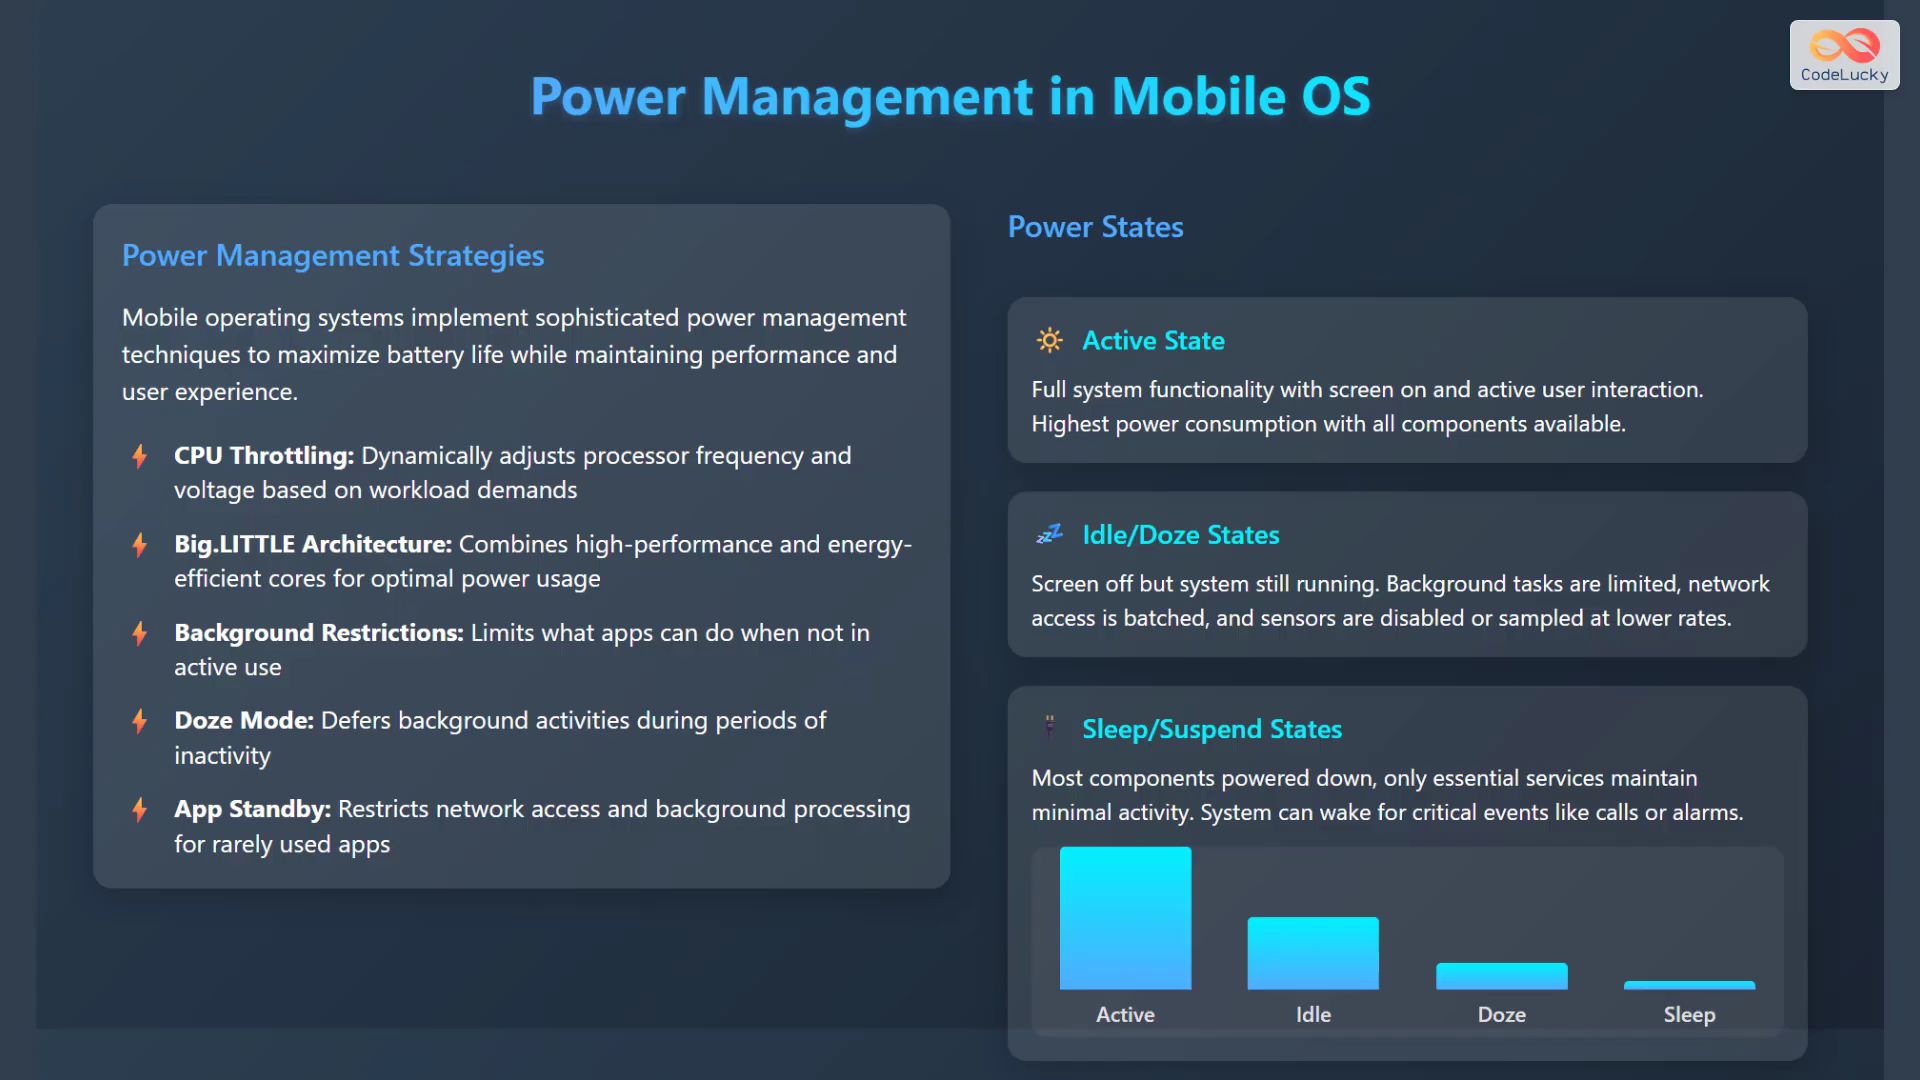 CodeLucky
Power Management in Mobile OS
Power Management Strategies
Mobile operating systems implement sophisticated power management
techniques to maximize battery life while maintaining performance and
user experience.
CPU Throttling: Dynamically adjusts processor frequency and
voltage based on workload demands
Big.LITTLE Architecture: Combines high-performance and energy-
efficient cores for optimal power usage
Background Restrictions: Limits what apps can do when not in
active use
Doze Mode: Defers background activities during periods of
inactivity
App Standby: Restricts network access and background processing
for rarely used apps
Power States
Active State
Full system functionality with screen on and active user interaction.
Highest power consumption with all components available.
Idle/Doze States
Screen off but system still running. Background tasks are limited, network
access is batched, and sensors are disabled or sampled at lower rates.
Sleep/Suspend States
Most components powered down, only essential services maintain
minimal activity. System can wake for critical events like calls or alarms.
Active Idle Doze Sleep